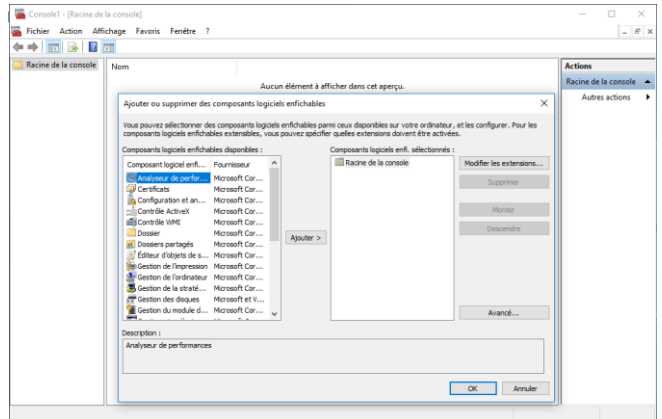 Console1 - [Racine de la console]
Fichier Action Affichage Favoris Fenêtre ?
Racine de la console
Nom
Aucun élément à afficher dans cet aperçu.
Actions
Racine de la console
Autres actions
Ajouter ou supprimer des composants logiciels enfichables
Vous pouvez sélectionner des composants logiciels enfichables parmi ceux disponibles sur votre ordinateur, et les configurer. Pour les
composants logiciels enfichables extensibles, vous pouvez spécifier quelles extensions doivent être activées.
Composants logiciels enfichables disponibles :
Composant logiciel enfi... Fournisseur
Analyseur de perfor... Microsoft Cor...
Certificats Microsoft Cor...
Configuration et an... Microsoft Cor...
Contrôle ActiveX Microsoft Cor...
Contrôle WMI Microsoft Cor...
Dossier Microsoft Cor...
Dossiers partagés Microsoft Cor...
Éditeur d'objets de s... Microsoft Cor...
Gestion de l'impression Microsoft Cor...
Gestion de l'ordinateur Microsoft Cor...
Gestion de la straté... Microsoft Cor...
Gestion des disques Microsoft et V...
Gestion du module d... Microsoft Cor...
Ajouter >
Composants logiciels enfi. sélectionnés :
Racine de la console
Modifier les extensions...
Supprimer
Monter
Descendre
Avancé...
Description :
Analyseur de performances
OK Annuler